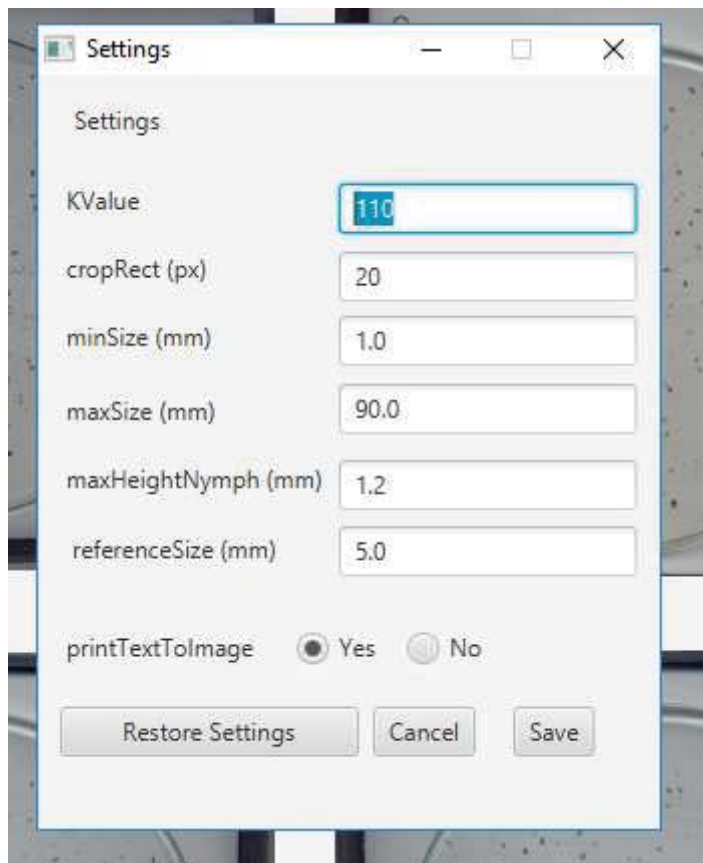 Settings
Settings
KValue 110
cropRect (px) 20
minSize (mm) 1.0
maxSize (mm) 90.0
maxHeightNymph (mm) 1.2
referenceSize (mm) 5.0
printTextToImage Yes No
Restore Settings Cancel Save